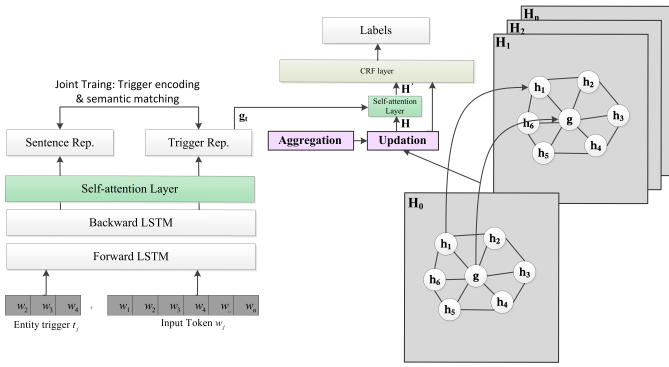 Joint Traing: Trigger encoding
& semantic matching
Sentence Rep.
Trigger Rep.
Self-attention Layer
Backward LSTM
Forward LSTM
w2 w3 w4 , w1 w2 w3 w4 w.. wn
Entity trigger tj
Input Token wj
Labels
CRF layer
H'
gt
Self-attention
Layer
H
Aggregation
Updation
Hn
H2
H1
h1
h2
h3
h4
h5
h6
g
H0
h1
h2
h3
h4
h5
h6
g